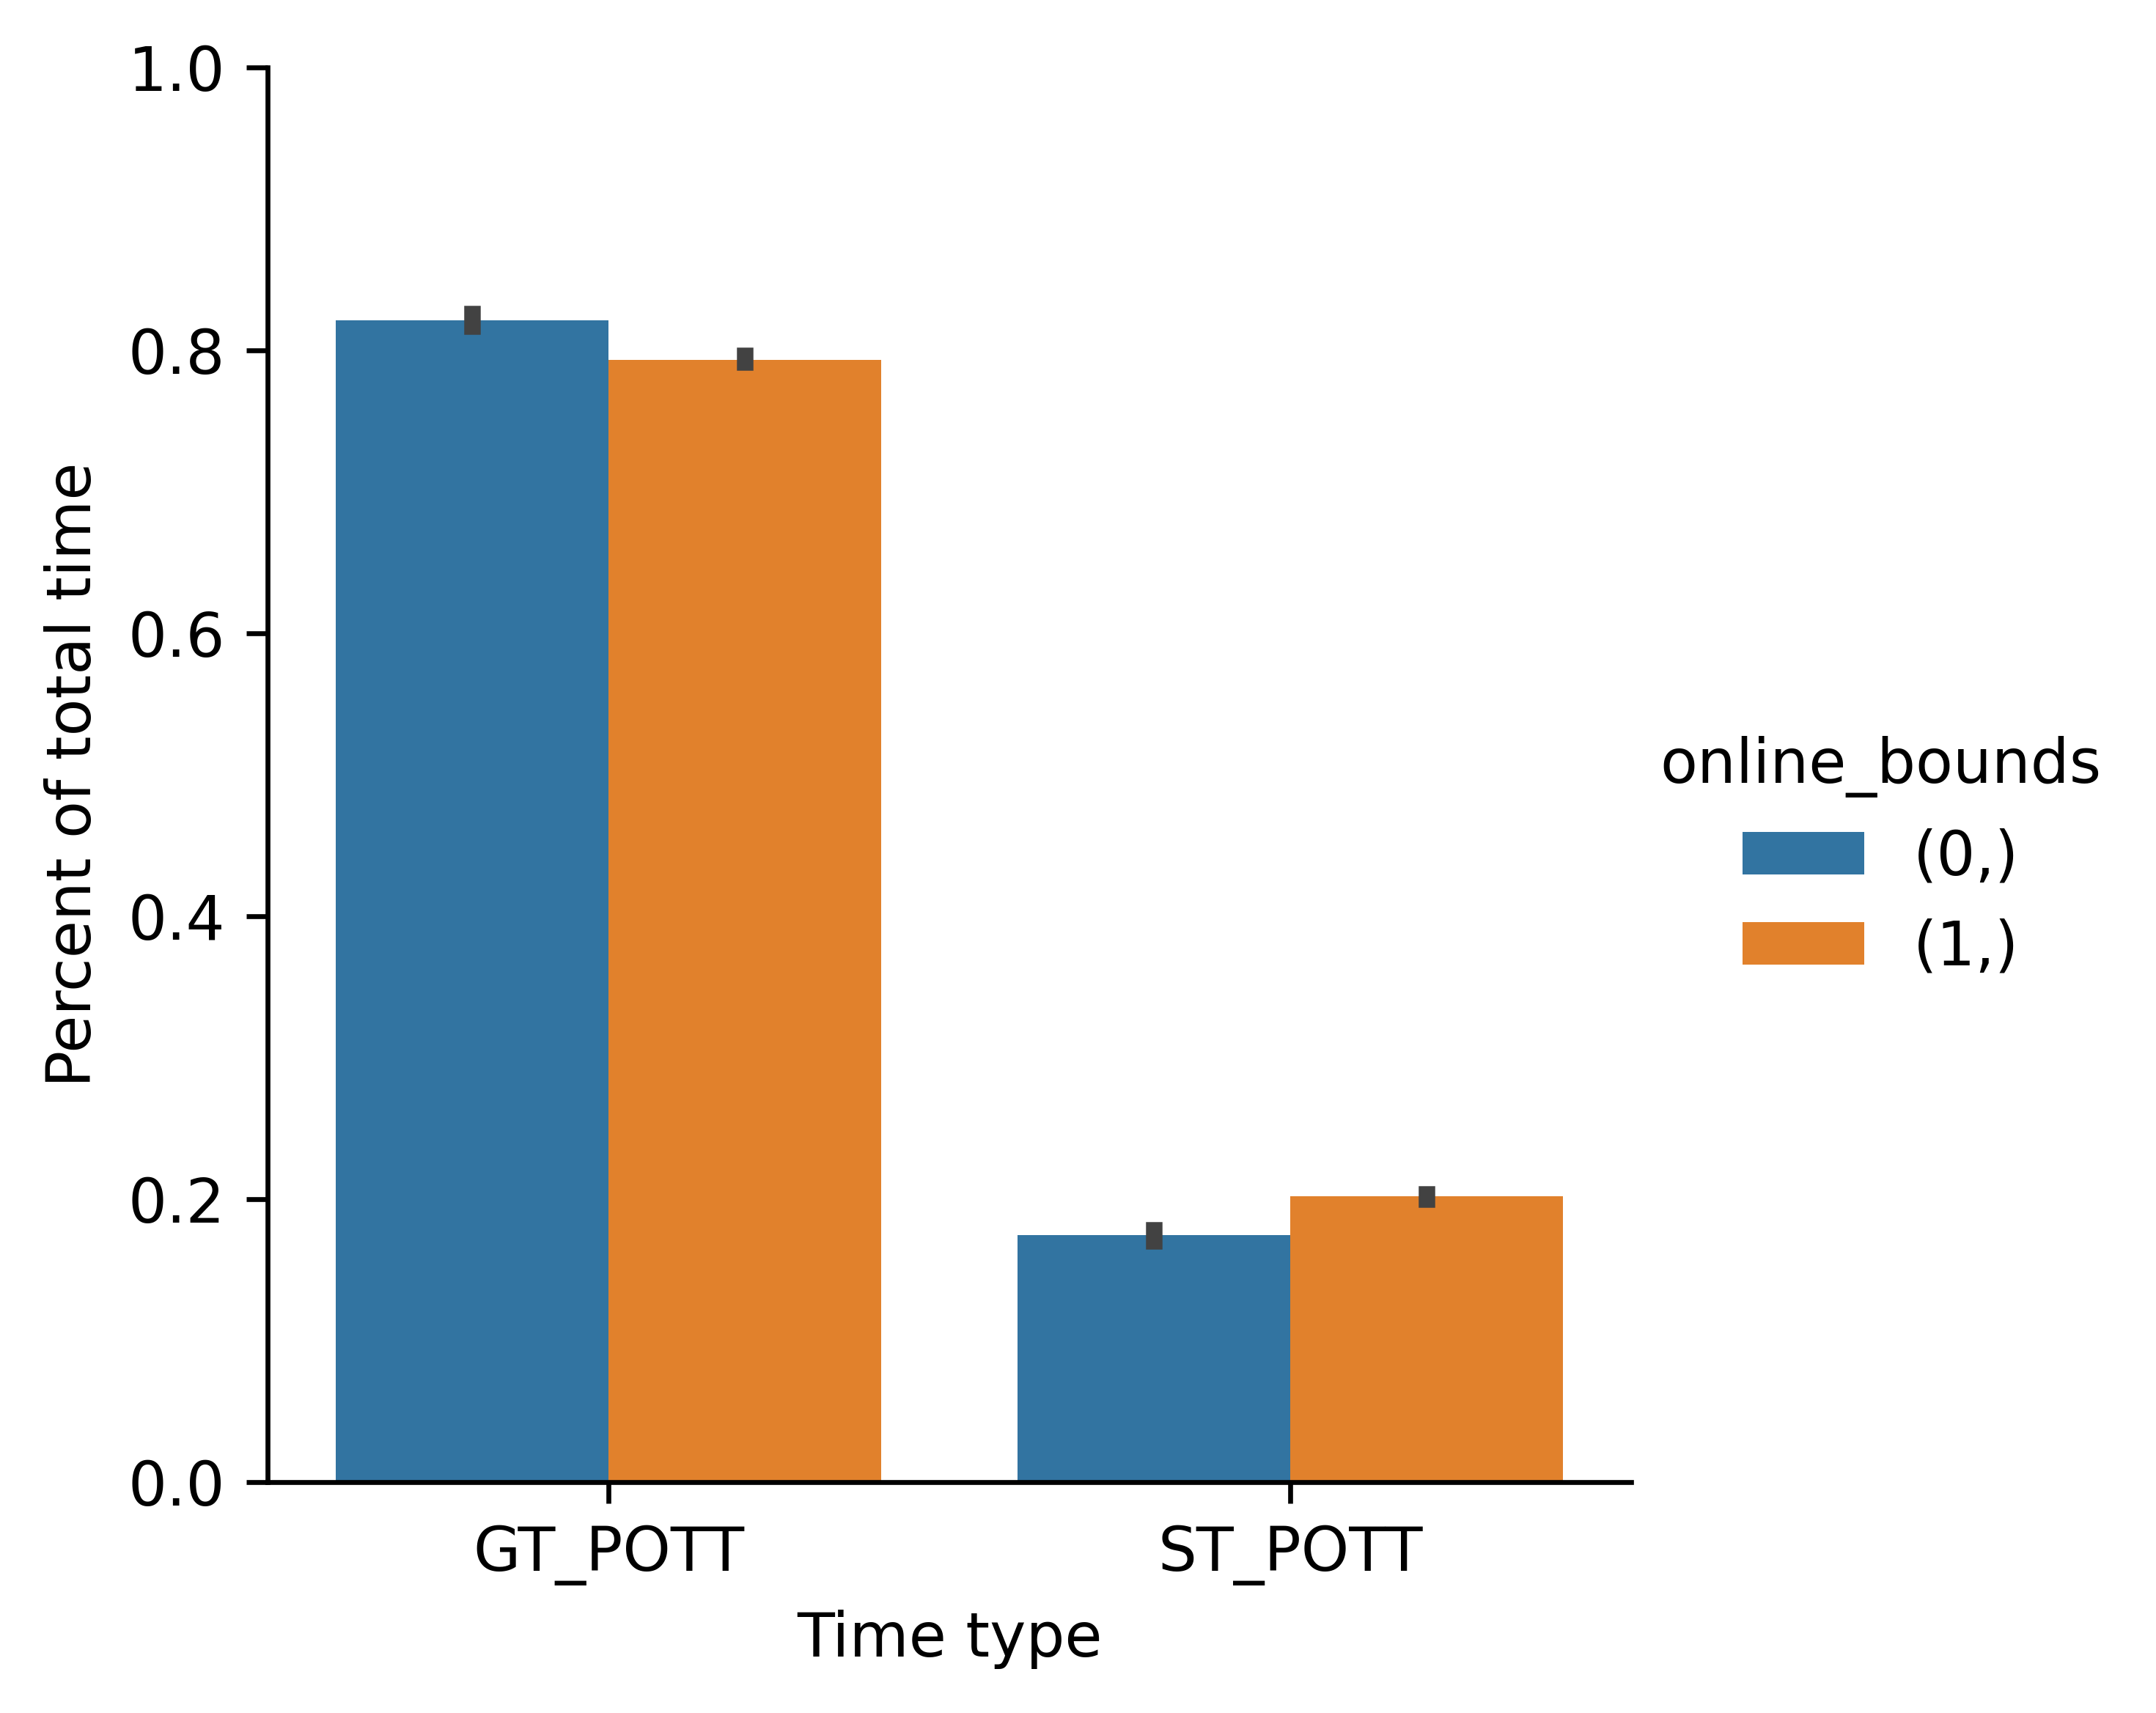 1.0
0.8
0.6
0.4
0.2
0.0
Percent of total time
GT_POTT
ST_POTT
Time type
online_bounds
(0,)
(1,)